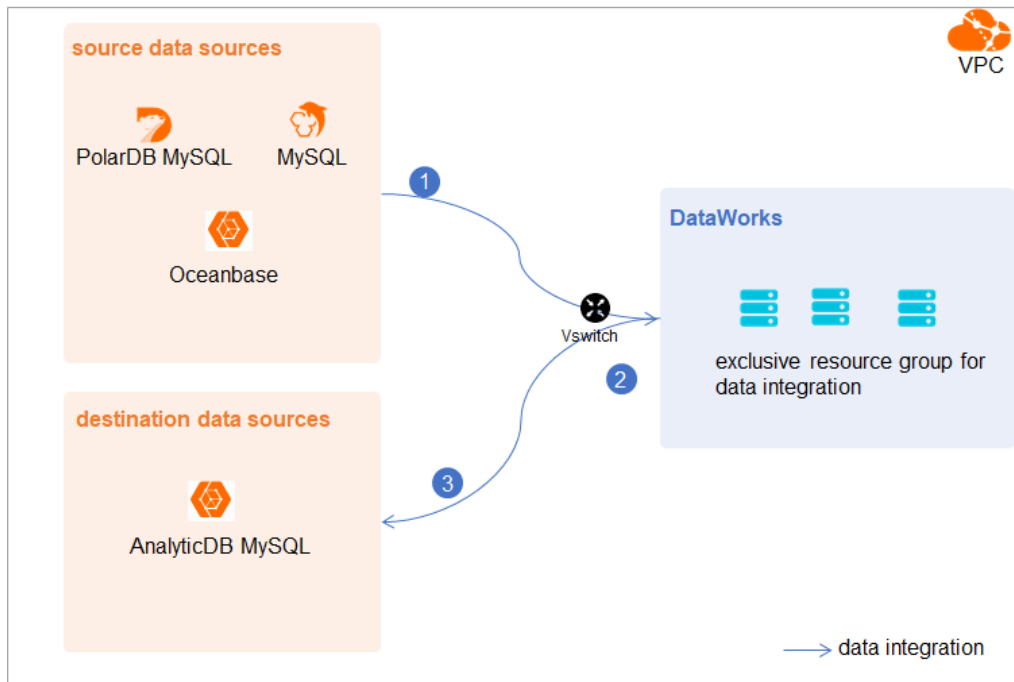 source data sources
VPC
PolarDB MySQL
MySQL
1
DataWorks
Oceanbase
Vswitch
exclusive resource group for
data integration
2
destination data sources
3
AnalyticDB MySQL
data integration